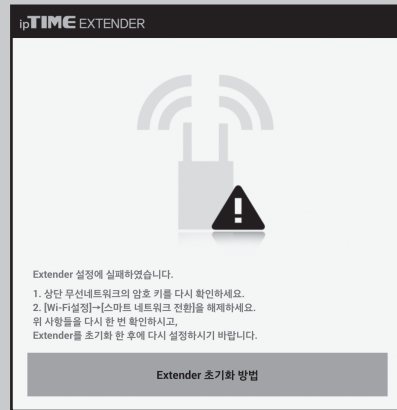 ipTIME EXTENDER
Extender 설정에 실패하였습니다.
1. 상단 무선네트워크의 암호 키를 다시 확인하세요.
2. [Wi-Fi설정]→[스마트 네트워크 전환]을 해제하세요.
위 사항들을 다시 한 번 확인하시고,
Extender를 초기화 한 후에 다시 설정하시기 바랍니다.
Extender 초기화 방법